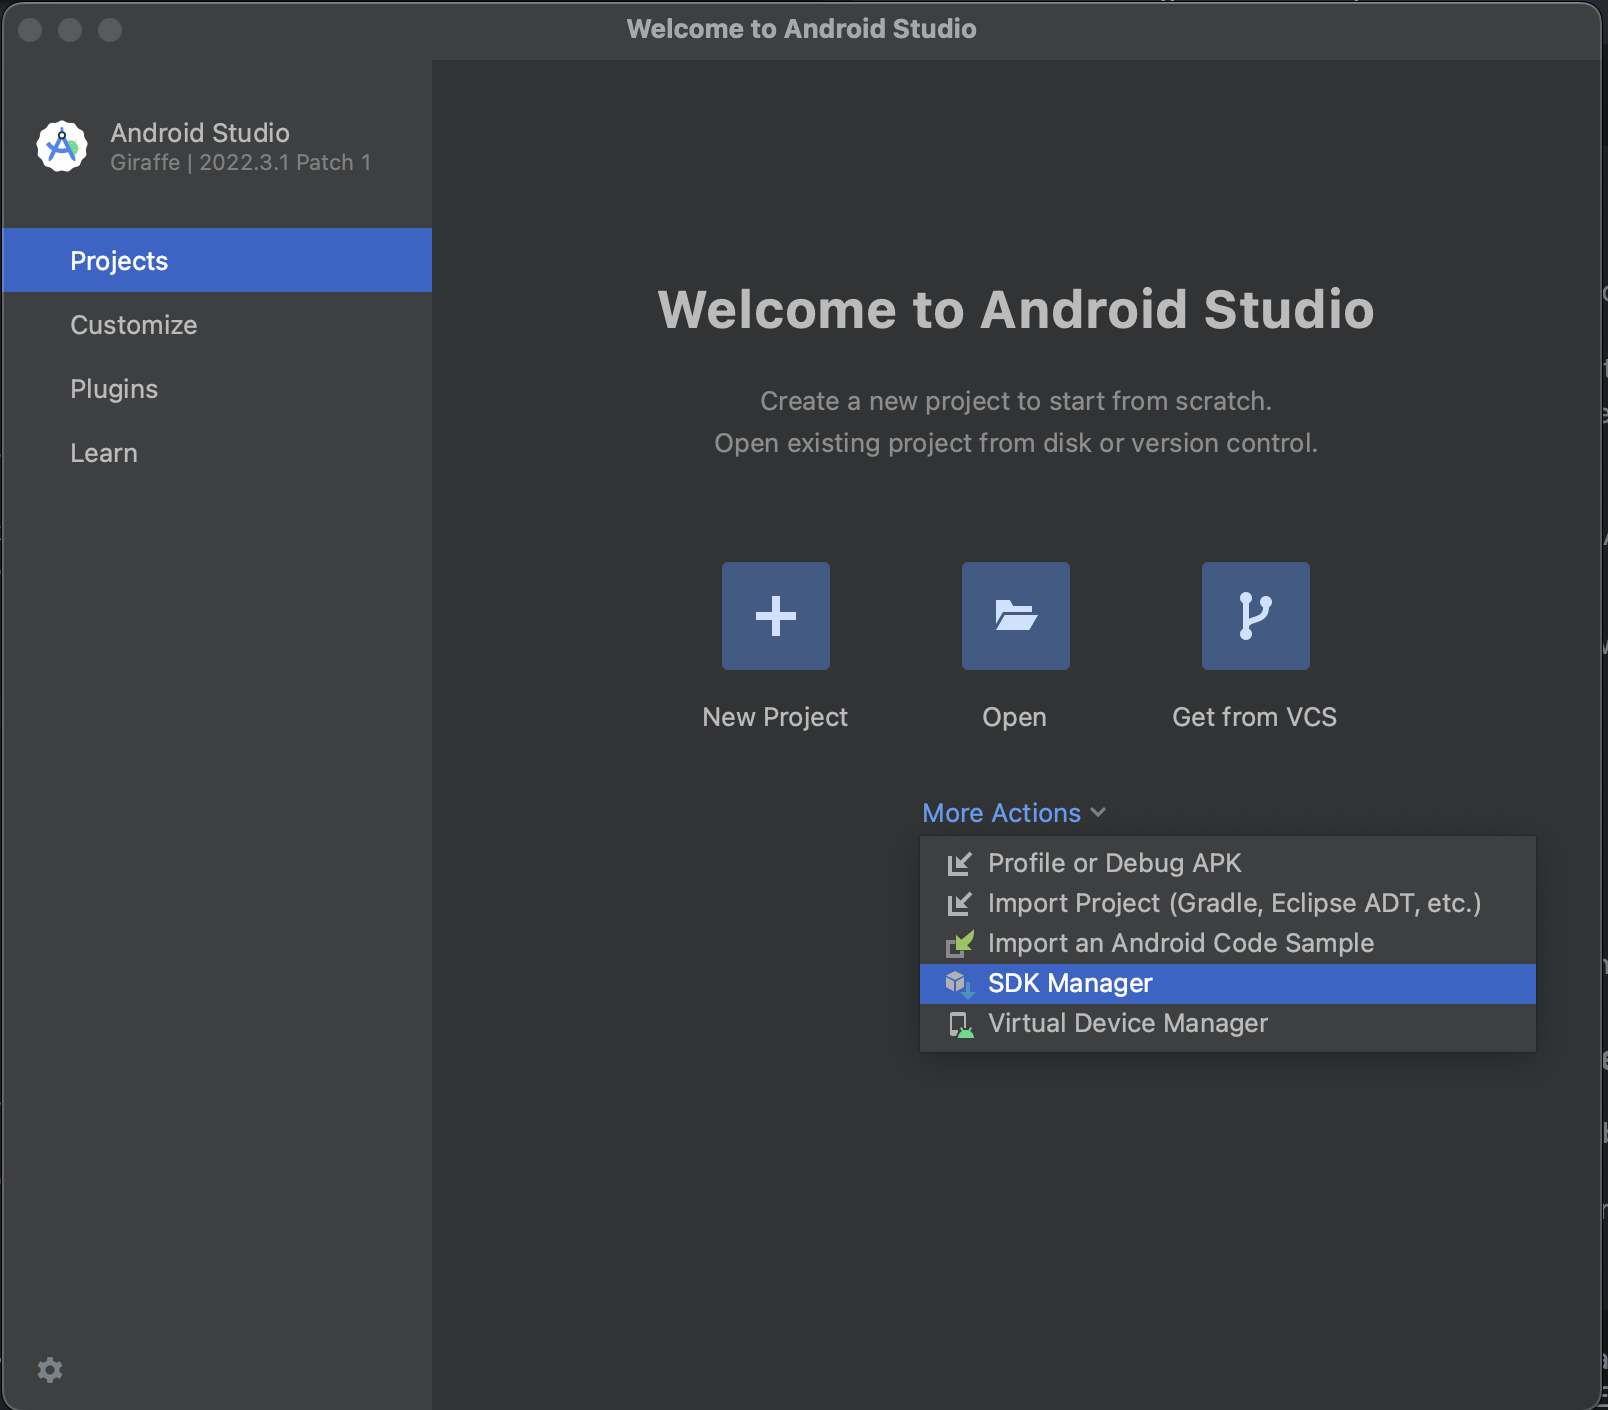 Welcome to Android Studio
Android Studio
Giraffe | 2022.3.1 Patch 1
Projects
Customize
Plugins
Learn
Welcome to Android Studio
Create a new project to start from scratch.
Open existing project from disk or version control.
New Project
Open
Get from VCS
More Actions
Profile or Debug APK
Import Project (Gradle, Eclipse ADT, etc.)
Import an Android Code Sample
SDK Manager
Virtual Device Manager